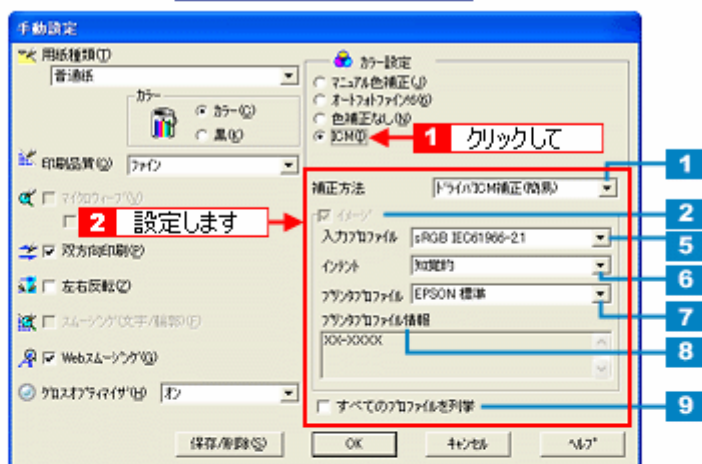 手動設定
用紙種類(T)
普通紙
カラー
カラー(C)
黒(K)
印刷品質(Q) ファイン
マイクロウィーブ(V)
双方向印刷(P)
左右反転(Z)
スムージング(文字/輪郭)(F)
Webスムージング(G)
グロスオプティマイザ(H) オン
カラー設定
マニュアル色補正(J)
オートフォトファイン!6(6)
色補正なし(N)
ICM(I)
1 クリックして
2 設定します
補正方法 ドライバICM補正(簡易)
イメージ
入力プロファイル sRGB IEC61966-2.1
インテント 知覚的
プリンタプロファイル EPSON 標準
プリンタプロファイル情報
XX-XXXX
すべてのプロファイルを列挙
1
2
5
6
7
8
9
保存/削除(S) OK キャンセル ヘルプ